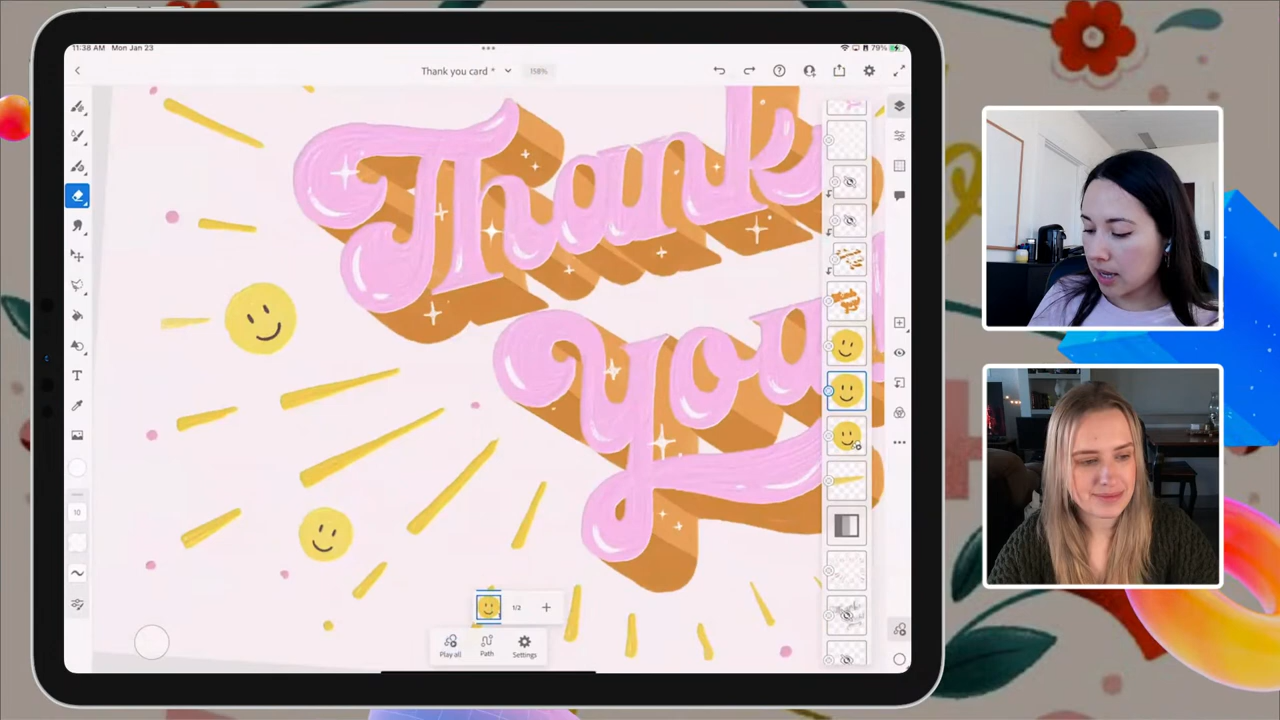 11:38 AM Mon Jan 23
79%
Thank you card *
158%
Thank
You
T
10
1/2
Play all
Path
Settings